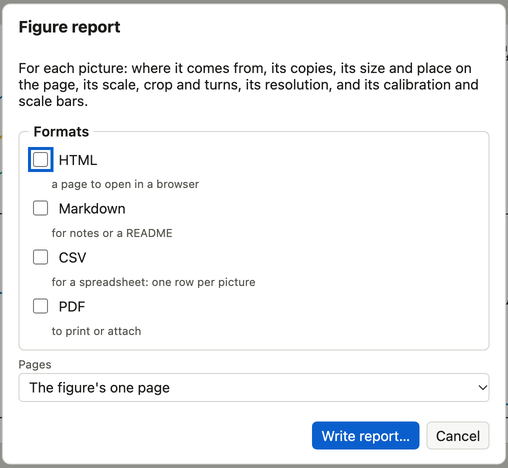 Figure report
For each picture: where it comes from, its copies, its size and place on
the page, its scale, crop and turns, its resolution, and its calibration and
scale bars.
Formats
HTML
a page to open in a browser
Markdown
for notes or a README
CSV
for a spreadsheet: one row per picture
PDF
to print or attach
Pages
The figure's one page
Write report...
Cancel